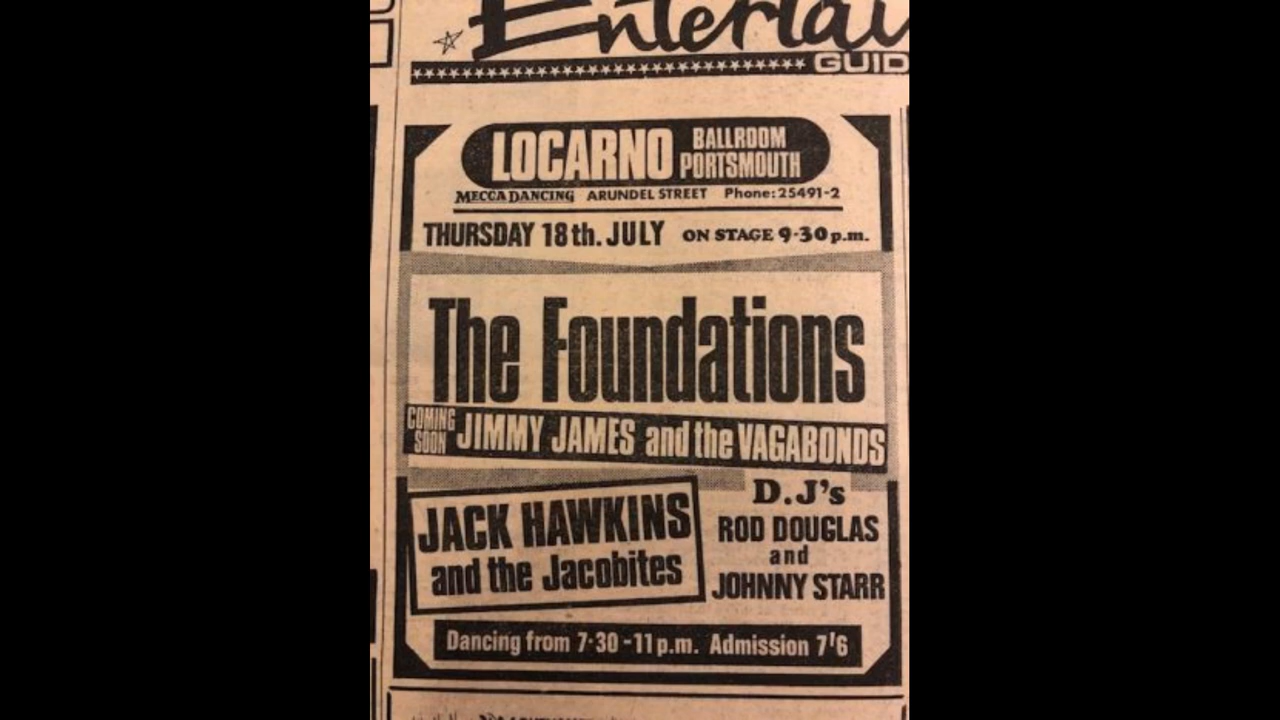 Entertai
GUID
LOCARNO BALLROOM PORTSMOUTH
MECCA DANCING ARUNDEL STREET Phone: 25491-2
THURSDAY 18th. JULY ON STAGE 9·30 p.m.
The Foundations
COMING SOON JIMMY JAMES and the VAGABONDS
JACK HAWKINS
and the Jacobites
D.J's
ROD DOUGLAS
and
JOHNNY STARR
Dancing from 7·30 -11 p.m. Admission 7'6